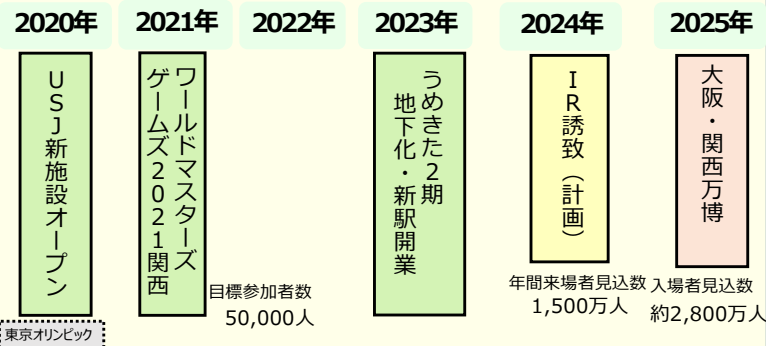 2020年
2021年
2022年
2023年
2024年
2025年
USJ新施設オープン
ワールドマスターズ
ゲームズ2021関西
うめきた2期
地下化・新駅開業
IR誘致（計画）
大阪・関西万博
目標参加者数
50,000人
年間来場者見込数
1,500万人
入場者見込数
約2,800万人
東京オリンピック